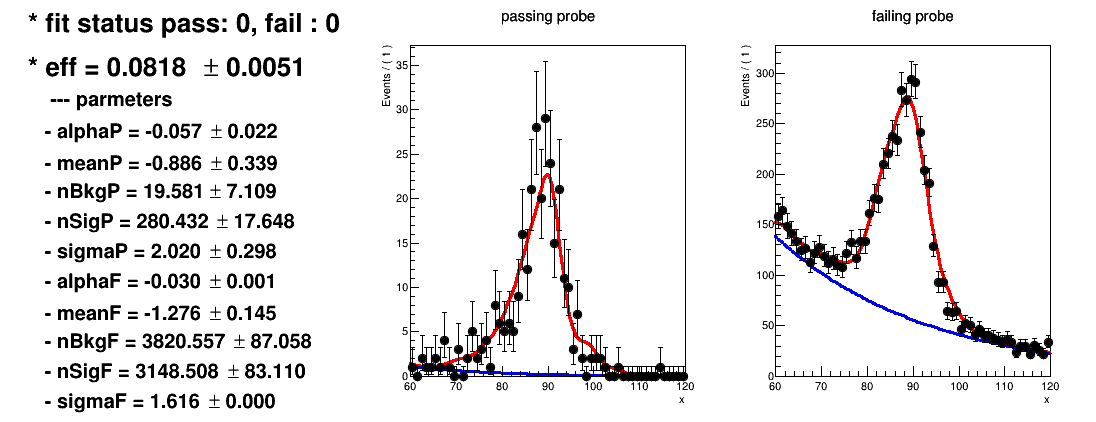 * fit status pass: 0, fail : 0
* eff = 0.0818 ± 0.0051
--- parmeters
- alphaP = -0.057 ± 0.022
- meanP = -0.886 ± 0.339
- nBkgP = 19.581 ± 7.109
- nSigP = 280.432 ± 17.648
- sigmaP = 2.020 ± 0.298
- alphaF = -0.030 ± 0.001
- meanF = -1.276 ± 0.145
- nBkgF = 3820.557 ± 87.058
- nSigF = 3148.508 ± 83.110
- sigmaF = 1.616 ± 0.000
passing probe
Events / ( 1 )
35
30
25
20
15
10
5
0
60 70 80 90 100 110 120
x
failing probe
Events / ( 1 )
300
250
200
150
100
50
0
60 70 80 90 100 110 120
x